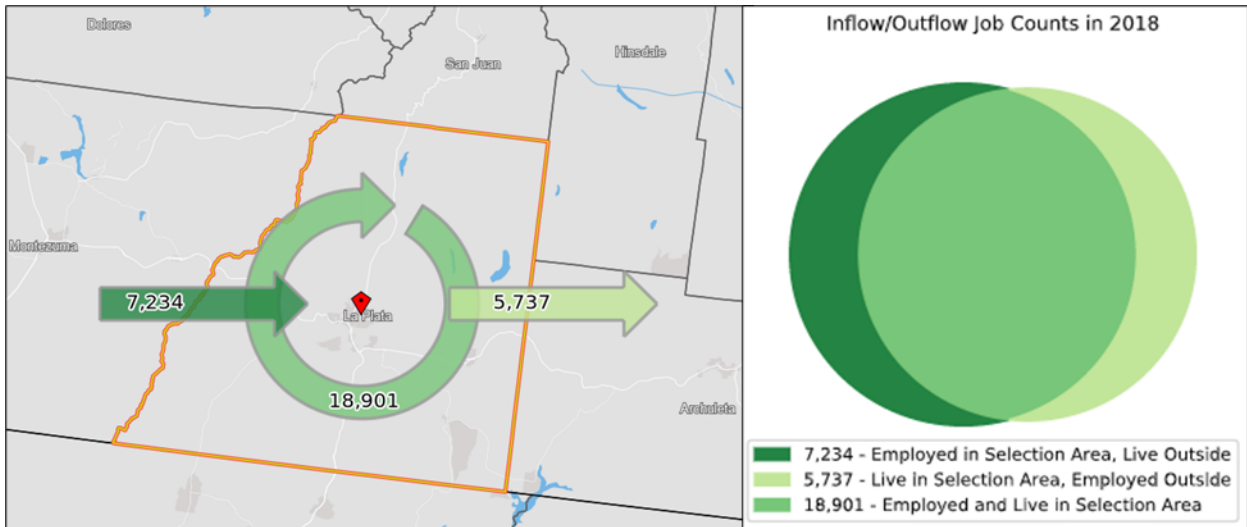 Dolores
San Juan
Hinsdale
Montezuma
7,234
5,737
La Plata
18,901
Archuleta
Inflow/Outflow Job Counts in 2018
7,234 - Employed in Selection Area, Live Outside
5,737 - Live in Selection Area, Employed Outside
18,901 - Employed and Live in Selection Area